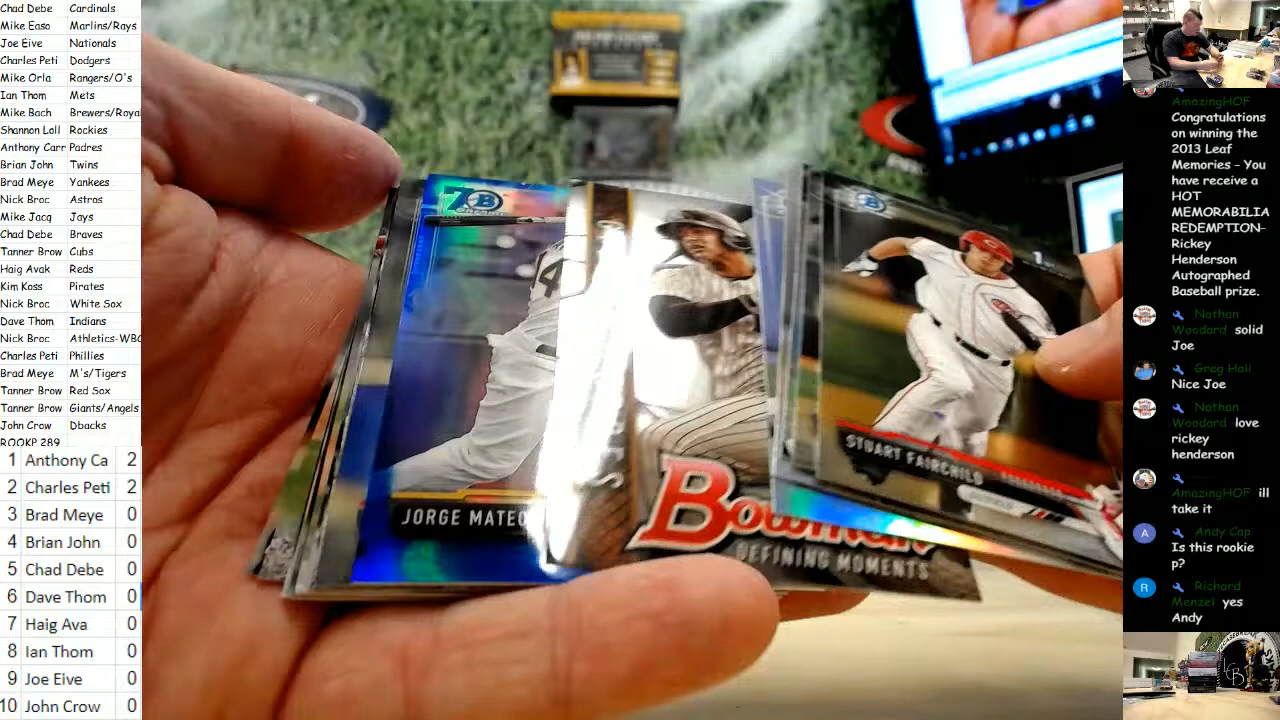 Chad Debe Cardinals
Mike Easo Marlins/Rays
Joe Eive Nationals
Charles Peti Dodgers
Mike Orla Rangers/O's
Ian Thom Mets
Mike Bach Brewers/Roya
Shannon Loll Rockies
Anthony Carr Padres
Brian John Twins
Brad Meye Yankees
Nick Broc Astros
Mike Jacq Jays
Chad Debe Braves
Tanner Brow Cubs
Haig Avak Reds
Kim Koss Pirates
Nick Broc White Sox
Dave Thom Indians
Nick Broc Athletics-WBC
Charles Peti Phillies
Brad Meye M's/Tigers
Tanner Brow Red Sox
Tanner Brow Giants/Angels
John Crow Dbacks
ROOKP 289
1 Anthony Ca 2
2 Charles Peti 2
3 Brad Meye 0
4 Brian John 0
5 Chad Debe 0
6 Dave Thom 0
7 Haig Ava 0
8 Ian Thom 0
9 Joe Eive 0
10 John Crow 0
B
JORGE MATEO
Bowman
DEFINING MOMENTS
B
STUART FAIRCHILD
AmazingHOF
Congratulations
on winning the
2013 Leaf
Memories - You
have receive a
HOT
MEMORABILIA
REDEMPTION-
Rickey
Henderson
Autographed
Baseball prize.
Nathan
Woodard solid
Joe
Greg Hall
Nice Joe
Nathan
Woodard love
rickey
henderson
AmazingHOF ill
take it
A Andy Cap
Is this rookie
p?
R Richard
Menzel yes
Andy